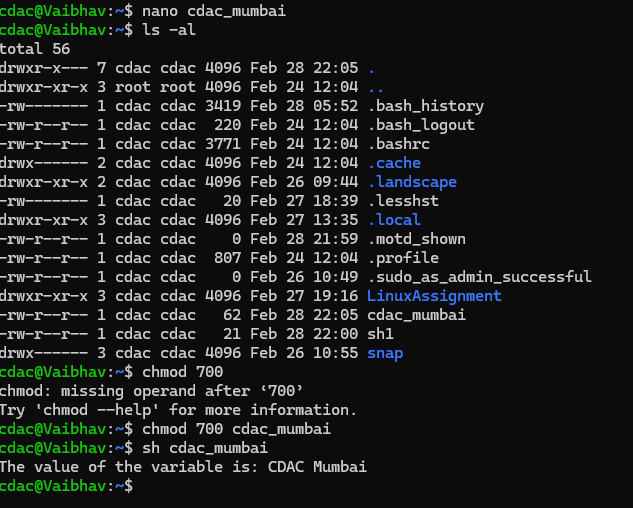 cdac@Vaibhav:~$ nano cdac_mumbai
cdac@Vaibhav:~$ ls -al
total 56
drwxr-x--- 7 cdac cdac 4096 Feb 28 22:05 .
drwxr-xr-x 3 root root 4096 Feb 24 12:04 ..
-rw------- 1 cdac cdac 3419 Feb 28 05:52 .bash_history
-rw-r--r-- 1 cdac cdac  220 Feb 24 12:04 .bash_logout
-rw-r--r-- 1 cdac cdac 3771 Feb 24 12:04 .bashrc
drwx------ 2 cdac cdac 4096 Feb 24 12:04 .cache
drwxr-xr-x 2 cdac cdac 4096 Feb 26 09:44 .landscape
-rw------- 1 cdac cdac   20 Feb 27 18:39 .lesshst
drwxr-xr-x 3 cdac cdac 4096 Feb 27 13:35 .local
-rw-r--r-- 1 cdac cdac    0 Feb 28 21:59 .motd_shown
-rw-r--r-- 1 cdac cdac  807 Feb 24 12:04 .profile
-rw-r--r-- 1 cdac cdac    0 Feb 26 10:49 .sudo_as_admin_successful
drwxr-xr-x 3 cdac cdac 4096 Feb 27 19:16 LinuxAssignment
-rw-r--r-- 1 cdac cdac   62 Feb 28 22:05 cdac_mumbai
-rw-r--r-- 1 cdac cdac   21 Feb 28 22:00 sh1
drwx------ 3 cdac cdac 4096 Feb 26 10:55 snap
cdac@Vaibhav:~$ chmod 700
chmod: missing operand after ‘700’
Try 'chmod --help' for more information.
cdac@Vaibhav:~$ chmod 700 cdac_mumbai
cdac@Vaibhav:~$ sh cdac_mumbai
The value of the variable is: CDAC Mumbai
cdac@Vaibhav:~$